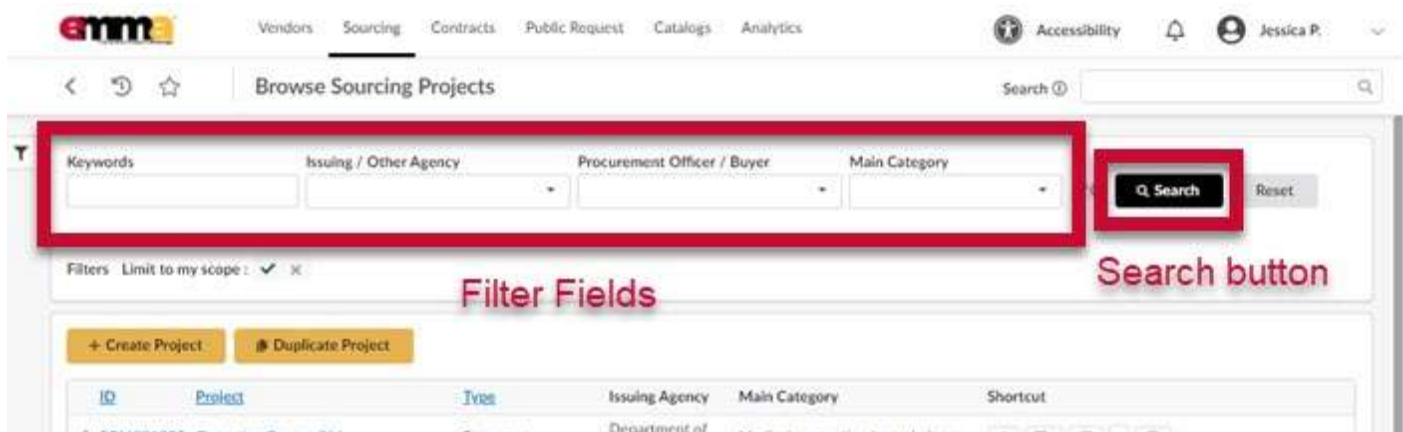 emma Vendors Sourcing Contracts Public Request Catalogs Analytics Accessibility Jessica P.
Browse Sourcing Projects Search
Keywords Issuing / Other Agency Procurement Officer / Buyer Main Category
Search Reset
Filters Limit to my scope :
Filter Fields Search button
+ Create Project Duplicate Project
ID Project Type Issuing Agency Main Category Shortcut
Department of